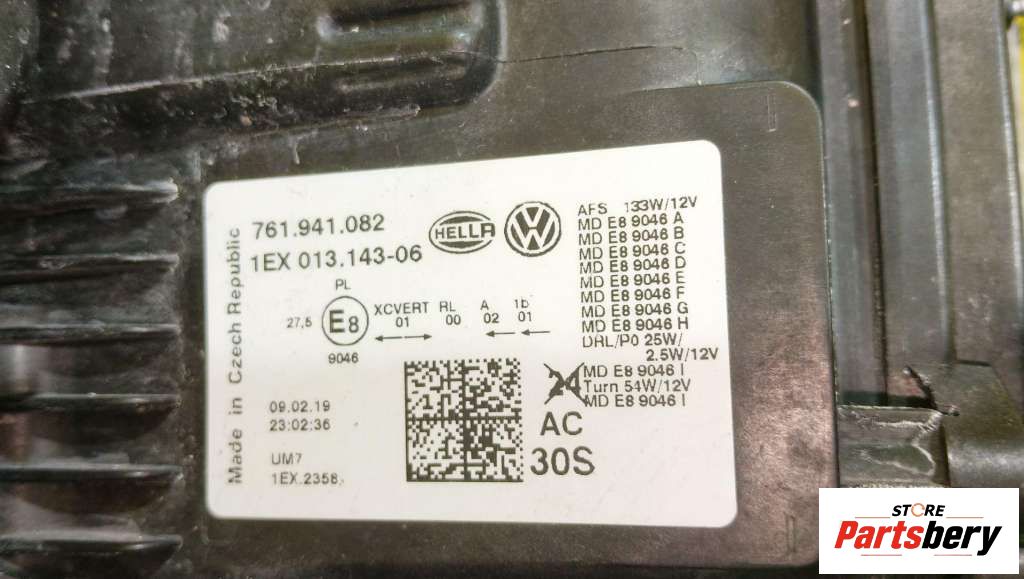 761.941.082
1EX 013.143-06
HELLA
VW
Made in Czech Republic
PL
27,5 E8 XCVERT RL A 1b
01 00 02 01
9046
09.02.19
23:02:36
UM7
1EX.2358
AFS 133W/12V
MD E8 9046 A
MD E8 9046 B
MD E8 9046 C
MD E8 9046 D
MD E8 9046 E
MD E8 9046 F
MD E8 9046 G
MD E8 9046 H
DRL/P0 25W/
2.5W/12V
MD E8 9046 I
Turn 54W/12V
MD E8 9046 I
24
AC
30S
STORE
Partsbery